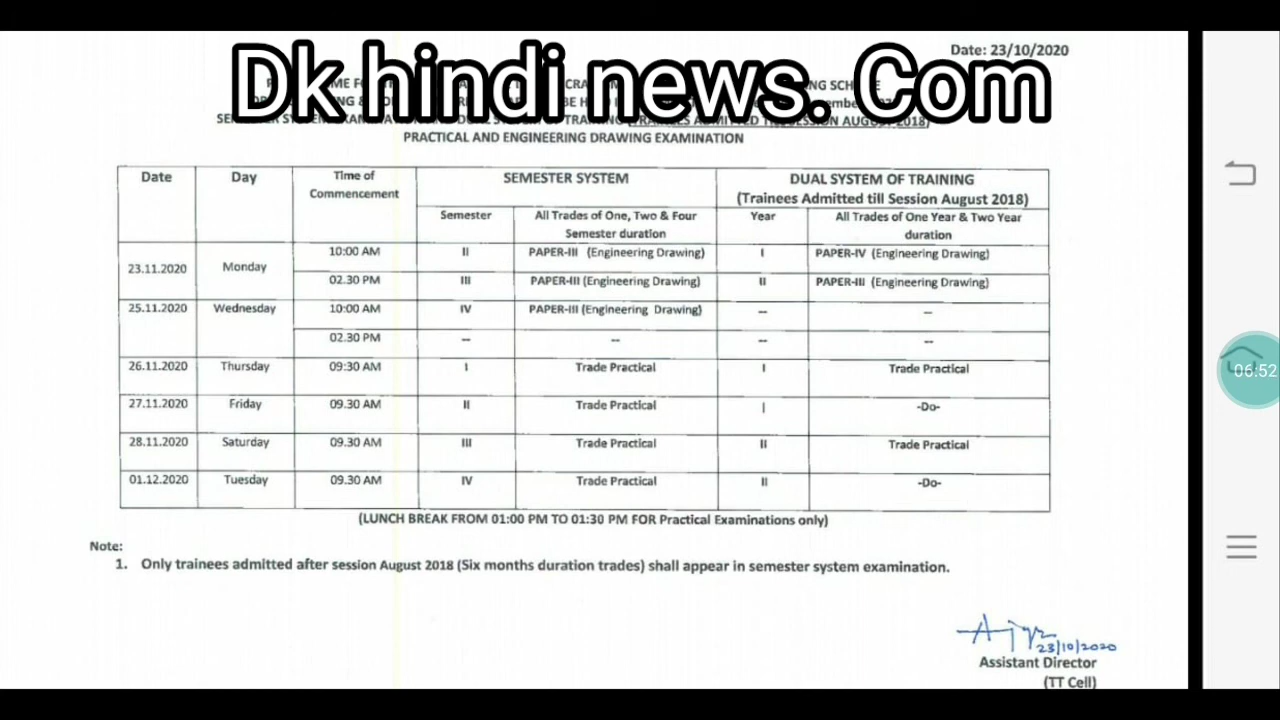 Date: 23/10/2020
Dk hindi news. Com
PRACTICAL AND ENGINEERING DRAWING EXAMINATION
Date Day Time of Commencement SEMESTER SYSTEM DUAL SYSTEM OF TRAINING
(Trainees Admitted till Session August 2018)
Semester All Trades of One, Two & Four Semester duration Year All Trades of One Year & Two Year duration
23.11.2020 Monday 10:00 AM II PAPER-III (Engineering Drawing) I PAPER-IV (Engineering Drawing)
02.30 PM III PAPER-III (Engineering Drawing) II PAPER-III (Engineering Drawing)
25.11.2020 Wednesday 10:00 AM IV PAPER-III (Engineering Drawing) -- --
02.30 PM -- -- -- --
26.11.2020 Thursday 09:30 AM I Trade Practical I Trade Practical
27.11.2020 Friday 09.30 AM II Trade Practical I -Do-
28.11.2020 Saturday 09.30 AM III Trade Practical II Trade Practical
01.12.2020 Tuesday 09.30 AM IV Trade Practical II -Do-
(LUNCH BREAK FROM 01:00 PM TO 01:30 PM FOR Practical Examinations only)
Note:
1. Only trainees admitted after session August 2018 (Six months duration trades) shall appear in semester system examination.
23/10/2020
Assistant Director
(TT Cell)
06:52